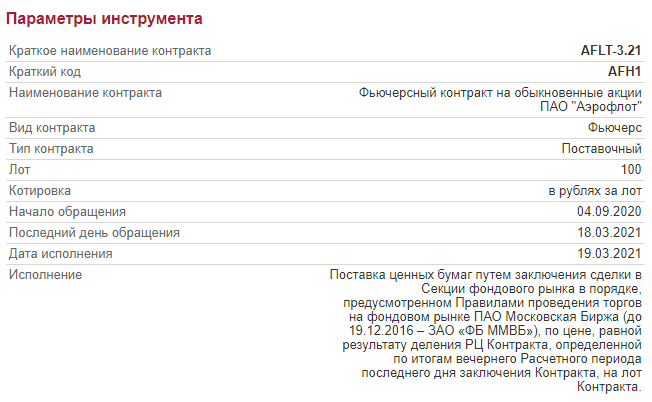 Параметры инструмента
Краткое наименование контракта AFLT-3.21
Краткий код AFH1
Наименование контракта Фьючерсный контракт на обыкновенные акции
ПАО "Аэрофлот"
Вид контракта Фьючерс
Тип контракта Поставочный
Лот 100
Котировка в рублях за лот
Начало обращения 04.09.2020
Последний день обращения 18.03.2021
Дата исполнения 19.03.2021
Исполнение Поставка ценных бумаг путем заключения сделки в
Секции фондового рынка в порядке,
предусмотренном Правилами проведения торгов
на фондовом рынке ПАО Московская Биржа (до
19.12.2016 – ЗАО «ФБ ММВБ»), по цене, равной
результату деления РЦ Контракта, определенной
по итогам вечернего Расчетного периода
последнего дня заключения Контракта, на лот
Контракта.